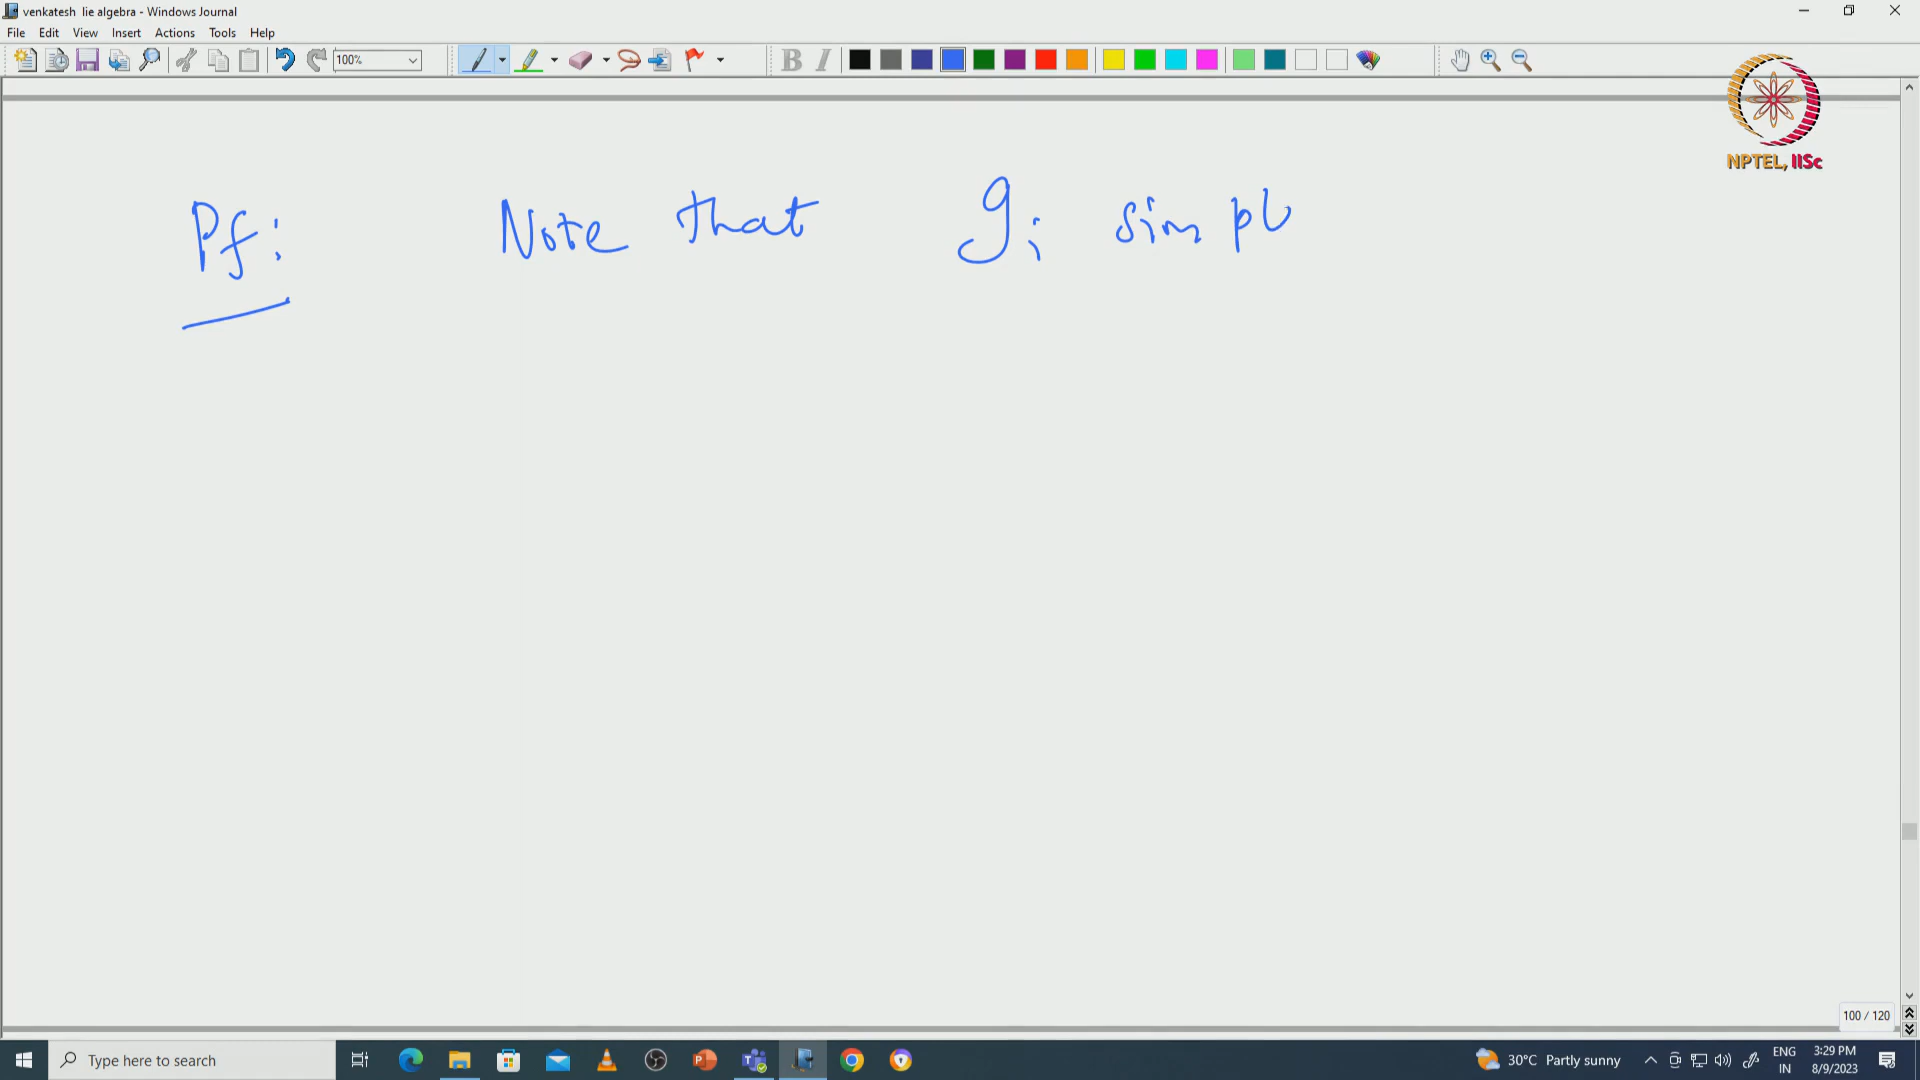 venkatesh lie algebra - Windows Journal
File Edit View Insert Actions Tools Help
100%
B I
NPTEL, IISc
Pf: Note that g_i simpl
100 / 120
Type here to search
30°C Partly sunny
ENG
IN
3:29 PM
8/9/2023